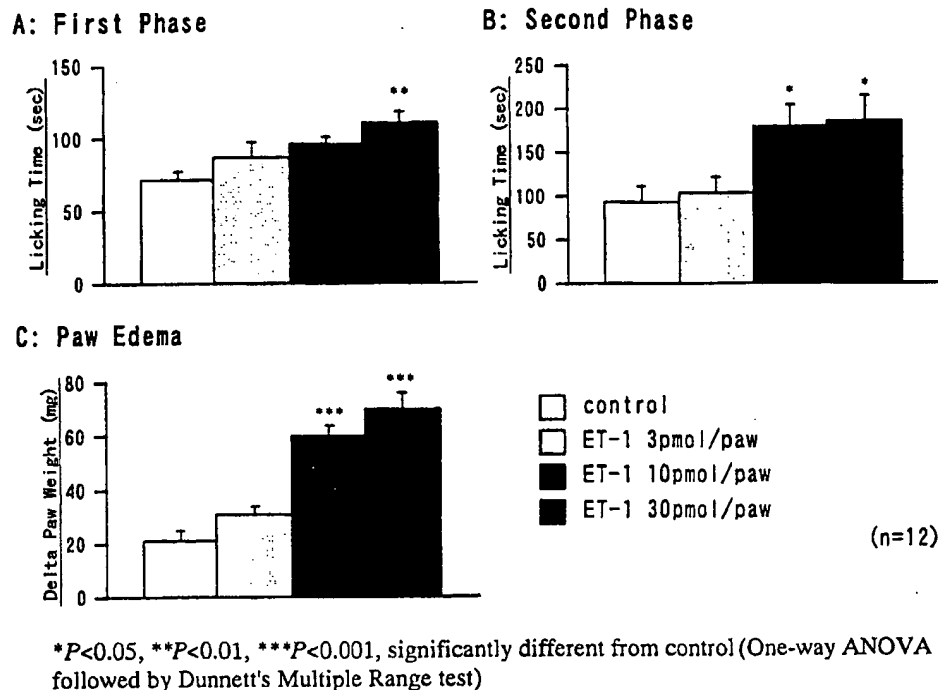 A: First Phase
B: Second Phase
Licking Time (sec)
150
100
50
0
**
Licking Time (sec)
250
200
150
100
50
0
*
*
C: Paw Edema
Delta Paw Weight (mg)
80
60
40
20
0
***
***
control
ET-1 3pmol/paw
ET-1 10pmol/paw
ET-1 30pmol/paw
(n=12)
*P<0.05, **P<0.01, ***P<0.001, significantly different from control (One-way ANOVA
followed by Dunnett's Multiple Range test)